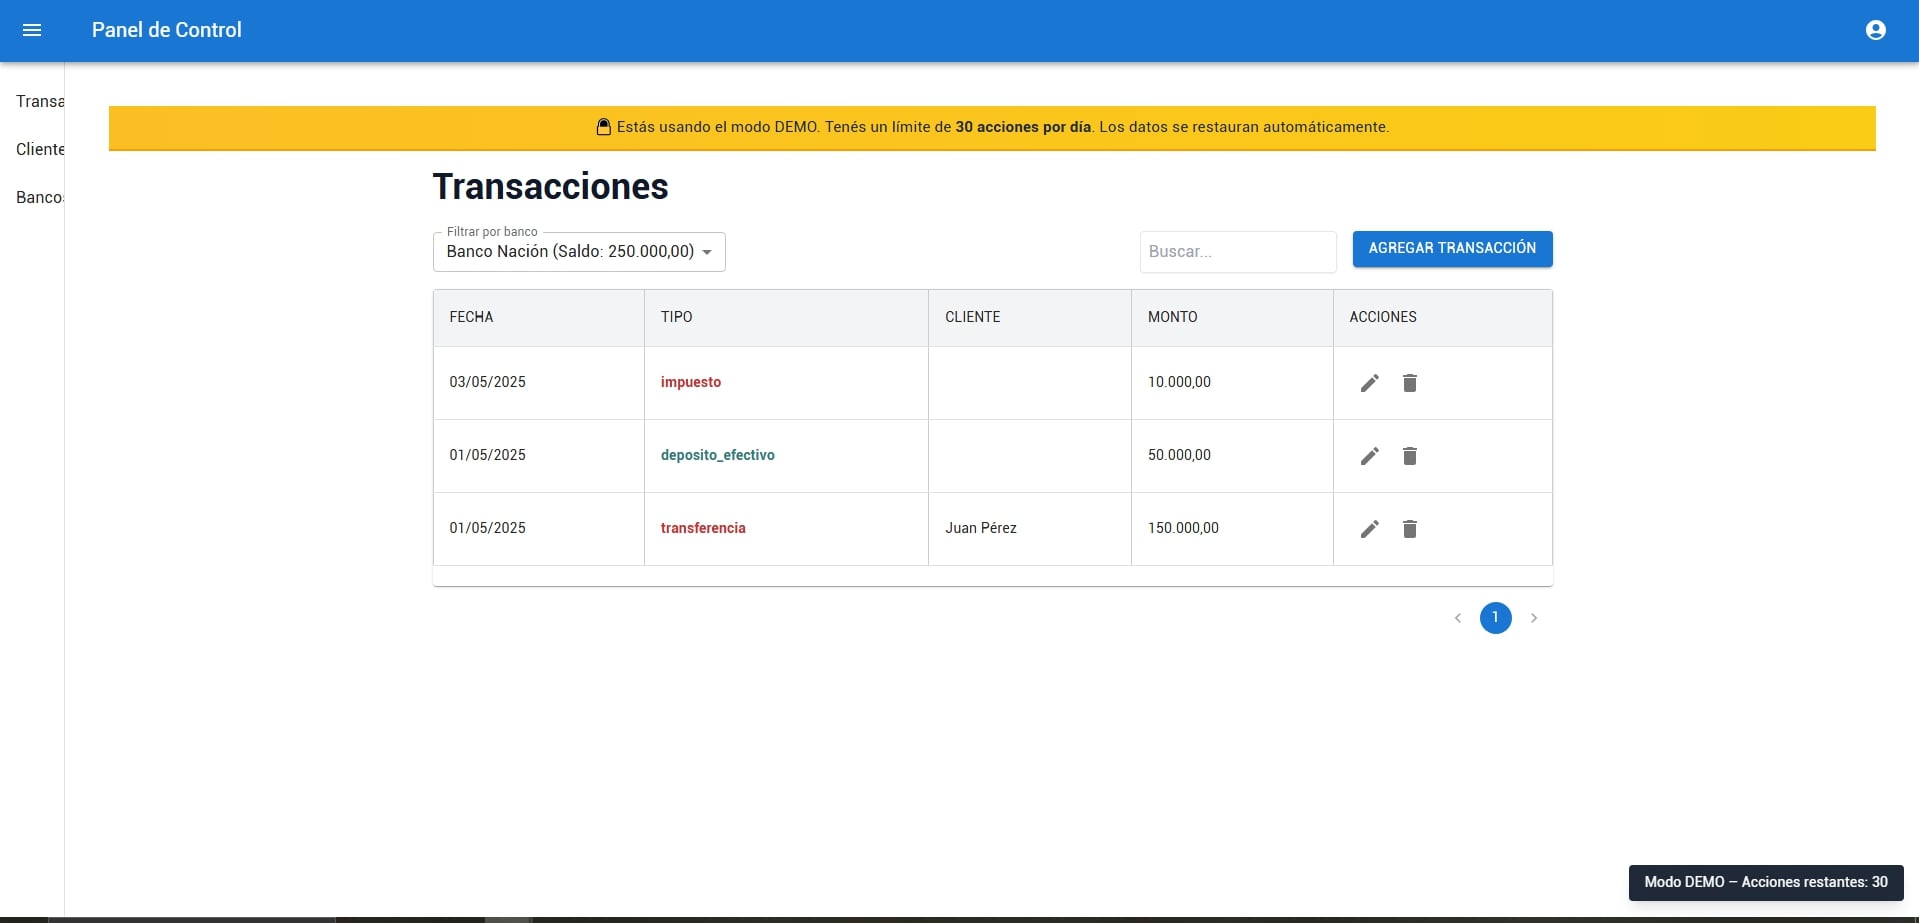 Panel de Control
Transa
Cliente
Bancos
Estás usando el modo DEMO. Tenés un límite de 30 acciones por día. Los datos se restauran automáticamente.
Transacciones
Filtrar por banco
Banco Nación (Saldo: 250.000,00)
Buscar...
AGREGAR TRANSACCIÓN
FECHA TIPO CLIENTE MONTO ACCIONES
03/05/2025 impuesto 10.000,00
01/05/2025 deposito_efectivo 50.000,00
01/05/2025 transferencia Juan Pérez 150.000,00
1
Modo DEMO – Acciones restantes: 30